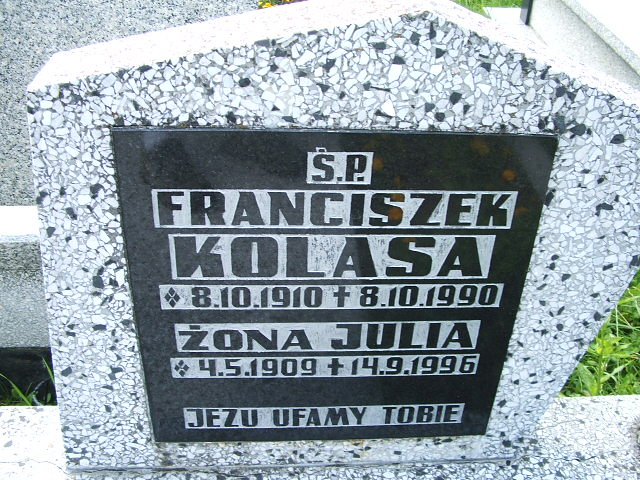 Ś.P.
FRANCISZEK
KOLASA
8.10.1910 ✝ 8.10.1990
ŻONA JULIA
4.5.1909 ✝ 14.9.1996
JEZU UFAMY TOBIE